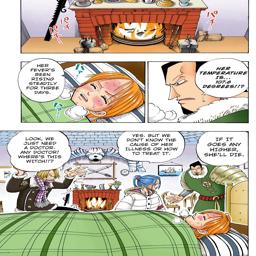 HER
FEVER'S
BEEN
RISING
STEADILY
FOR THREE
DAYS.
HER
TEMPERATURE
IS...
107.6
DEGREES!!?
LOOK, WE
JUST NEED
A DOCTOR.
ANY DOCTOR!
WHERE'S THIS
WITCH!?
YES. BUT WE
DON'T KNOW THE
CAUSE OF HER
ILLNESS OR HOW
TO TREAT IT.
IF IT GOES
ANY HIGHER,
SHE'LL DIE.